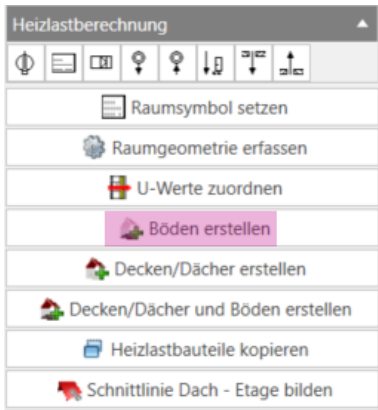 Heizlastberechnung
Raumsymbol setzen
Raumgeometrie erfassen
U-Werte zuordnen
Böden erstellen
Decken/Dächer erstellen
Decken/Dächer und Böden erstellen
Heizlastbauteile kopieren
Schnittlinie Dach - Etage bilden